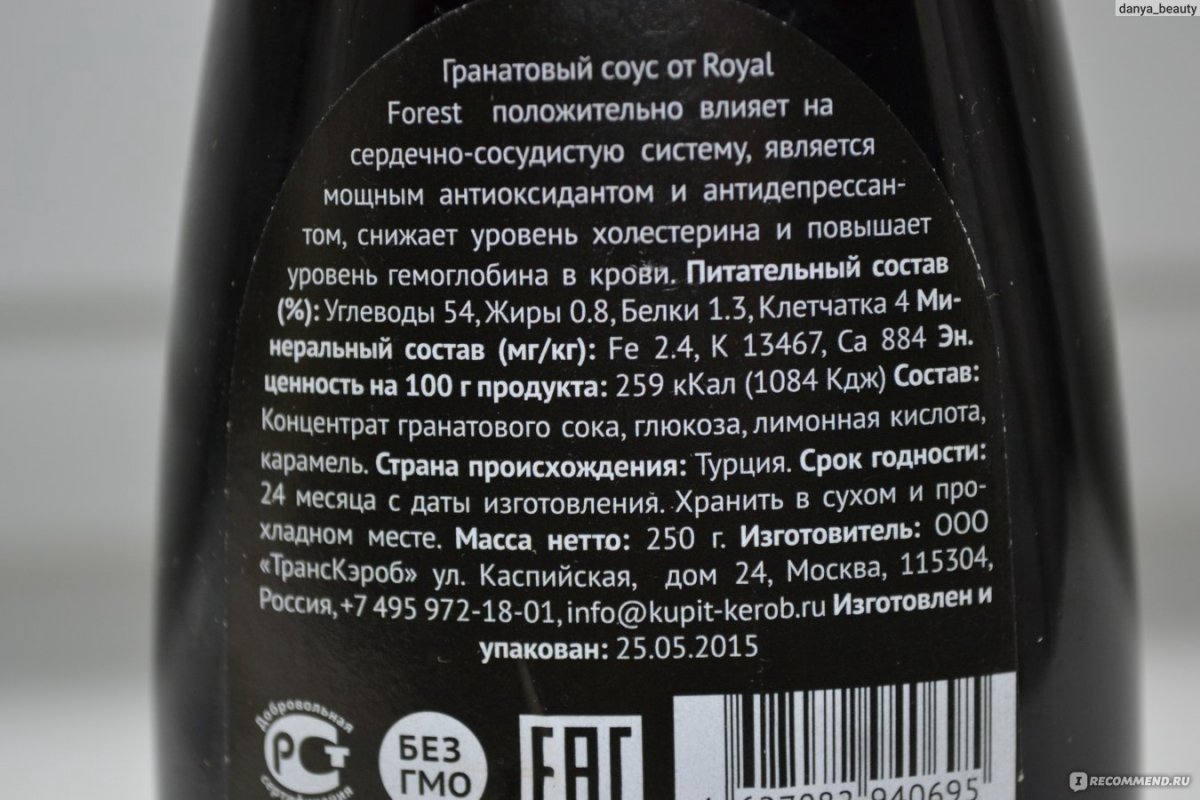 danya_beauty
Гранатовый соус от Royal
Forest положительно влияет на
сердечно-сосудистую систему, является
мощным антиоксидантом и антидепрессан-
том, снижает уровень холестерина и повышает
уровень гемоглобина в крови. Питательный состав
(%): Углеводы 54, Жиры 0.8, Белки 1.3, Клетчатка 4 Ми-
неральный состав (мг/кг): Fe 2.4, K 13467, Ca 884 Эн.
ценность на 100 г продукта: 259 кКал (1084 Кдж) Состав:
Концентрат гранатового сока, глюкоза, лимонная кислота,
карамель. Страна происхождения: Турция. Срок годности:
24 месяца с даты изготовления. Хранить в сухом и про-
хладном месте. Масса нетто: 250 г. Изготовитель: ООО
«ТрансКэроб» ул. Каспийская, дом 24, Москва, 115304,
Россия, +7 495 972-18-01, info@kupit-kerob.ru Изготовлен и
упакован: 25.05.2015
Добровольная
РСТ
сертификация
БЕЗ
ГМО
EAC
940695
RECOMMEND.RU